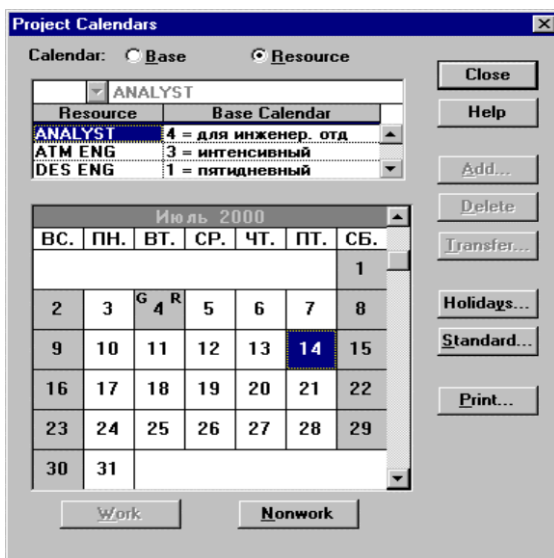 Project Calendars
Calendar: Base Resource
Close
ANALYST
Help
Resource Base Calendar
ANALYST 4 = для инженер. отд
ATM ENG 3 = интенсивный
DES ENG 1 = пятидневный
Add...
Delete
Transfer...
Июль 2000
ВС. ПН. ВТ. СР. ЧТ. ПТ. СБ.
1
2 3 G 4 R 5 6 7 8
Holidays...
9 10 11 12 13 14 15
Standard...
16 17 18 19 20 21 22
Print...
23 24 25 26 27 28 29
30 31
Work Nonwork